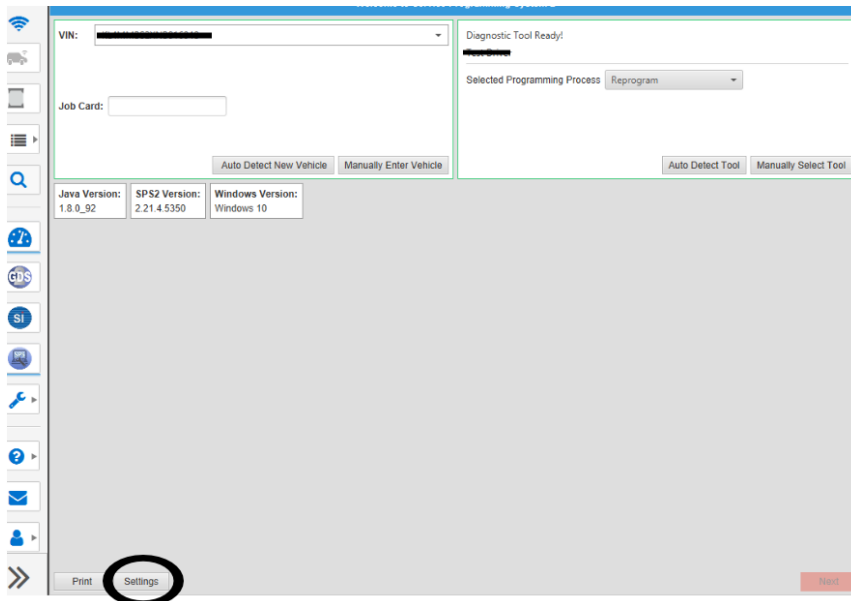 VIN:
Job Card:
Auto Detect New Vehicle Manually Enter Vehicle
Diagnostic Tool Ready!
Selected Programming Process Reprogram
Auto Detect Tool Manually Select Tool
Java Version:
1.8.0_92
SPS2 Version:
2.21.4.5350
Windows Version:
Windows 10
GDS
SI
Print Settings
Next